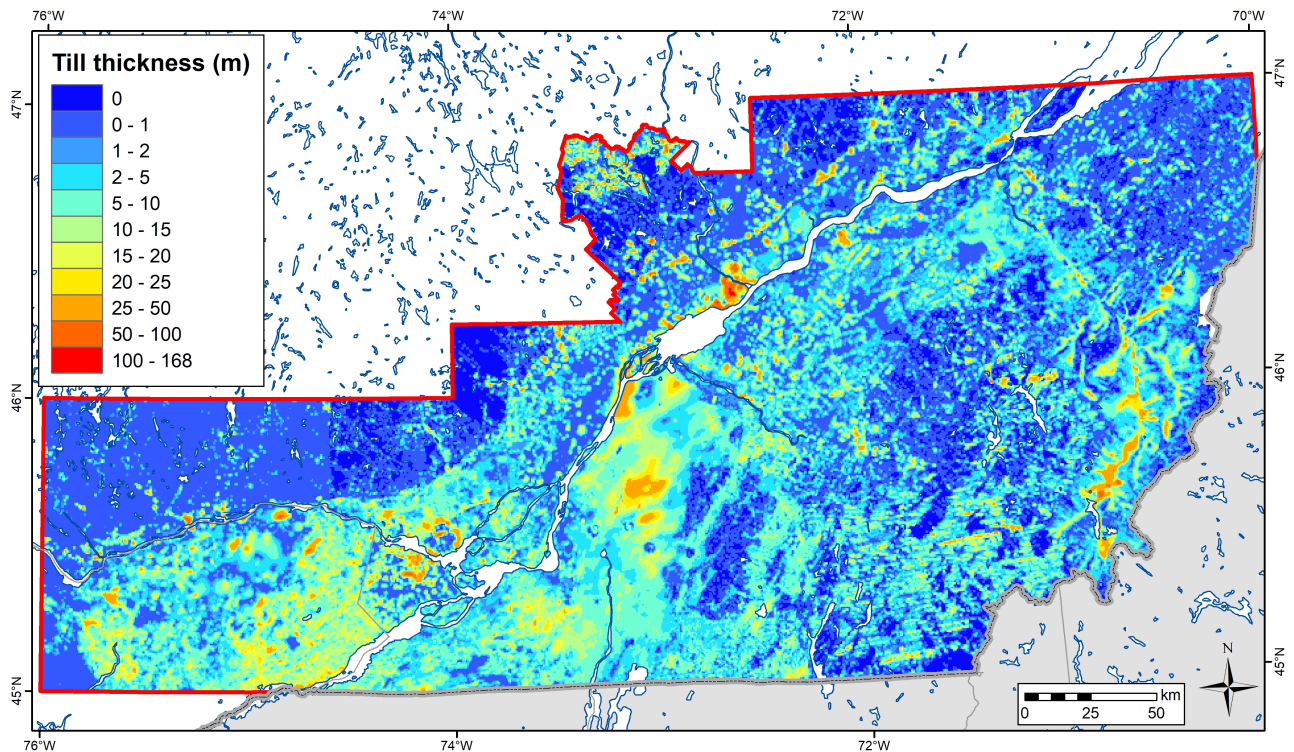 76°W 74°W 72°W 70°W
Till thickness (m)
0
0 - 1
1 - 2
2 - 5
5 - 10
10 - 15
15 - 20
20 - 25
25 - 50
50 - 100
100 - 168
47°N
47°N
46°N
46°N
45°N
45°N
N
km
0 25 50
76°W 74°W 72°W